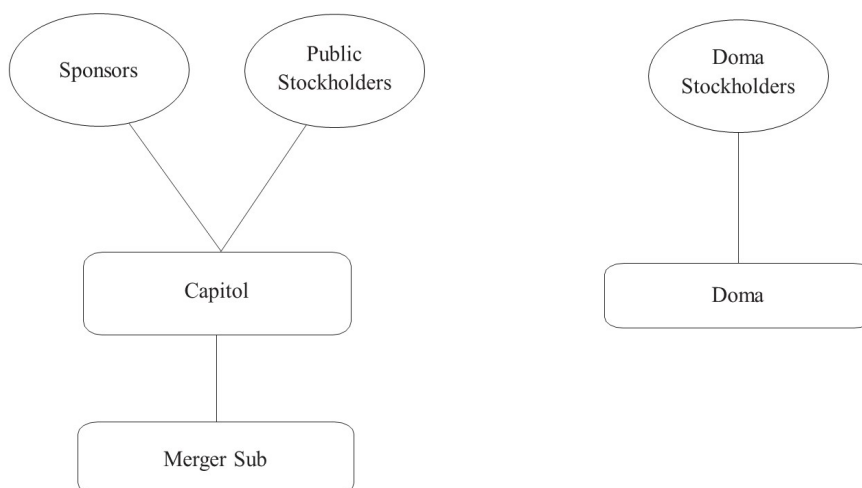 Sponsors
Public
Stockholders
Doma
Stockholders
Capitol
Doma
Merger Sub